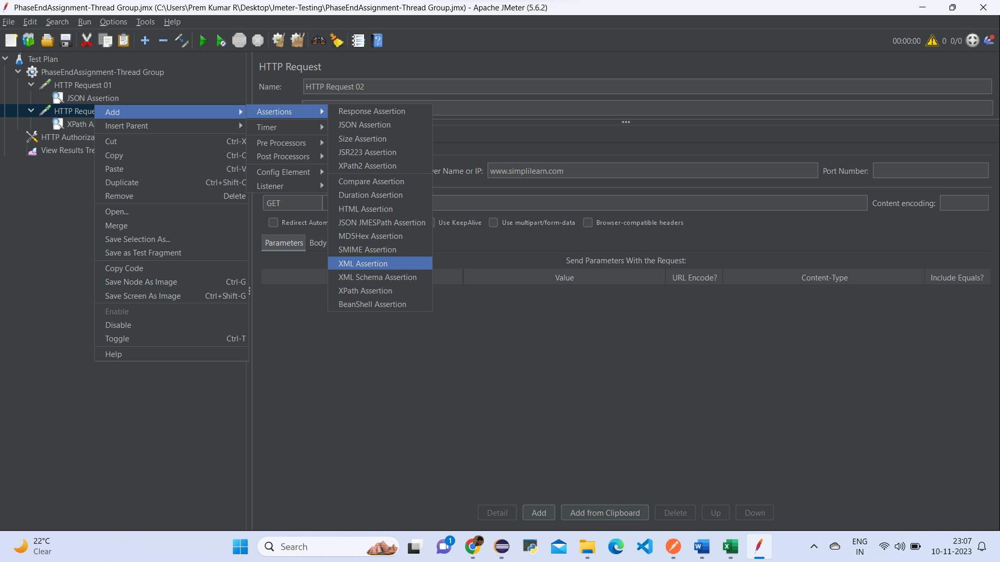 PhaseEndAssignment-Thread Group.jmx (C:\Users\Prem Kumar R\Desktop\Jmeter-Testing\PhaseEndAssignment-Thread Group.jmx) - Apache JMeter (5.6.2)
File Edit Search Run Options Tools Help
STOP
00:00:00 0 0/0
Test Plan
PhaseEndAssignment-Thread Group
HTTP Request 01
JSON Assertion
HTTP Reque
XPath A
HTTP Authoriza
View Results Tre
Add
Insert Parent
Cut Ctrl-X
Copy Ctrl-C
Paste Ctrl-V
Duplicate Ctrl+Shift-C
Remove Delete
Open...
Merge
Save Selection As...
Save as Test Fragment
Copy Code
Save Node As Image Ctrl-G
Save Screen As Image Ctrl+Shift-G
Enable
Disable
Toggle Ctrl-T
Help
Assertions
Timer
Pre Processors
Post Processors
Config Element
Listener
Response Assertion
JSON Assertion
Size Assertion
JSR223 Assertion
XPath2 Assertion
Compare Assertion
Duration Assertion
HTML Assertion
JSON JMESPath Assertion
MD5Hex Assertion
SMIME Assertion
XML Assertion
XML Schema Assertion
XPath Assertion
BeanShell Assertion
HTTP Request
Name: HTTP Request 02
ver Name or IP: www.simplilearn.com Port Number:
GET Content encoding:
Redirect Autom Use KeepAlive Use multipart/form-data Browser-compatible headers
Parameters Body
Send Parameters With the Request:
Value URL Encode? Content-Type Include Equals?
Detail Add Add from Clipboard Delete Up Down
22°C
Clear
Search
1
ENG
IN
23:07
10-11-2023